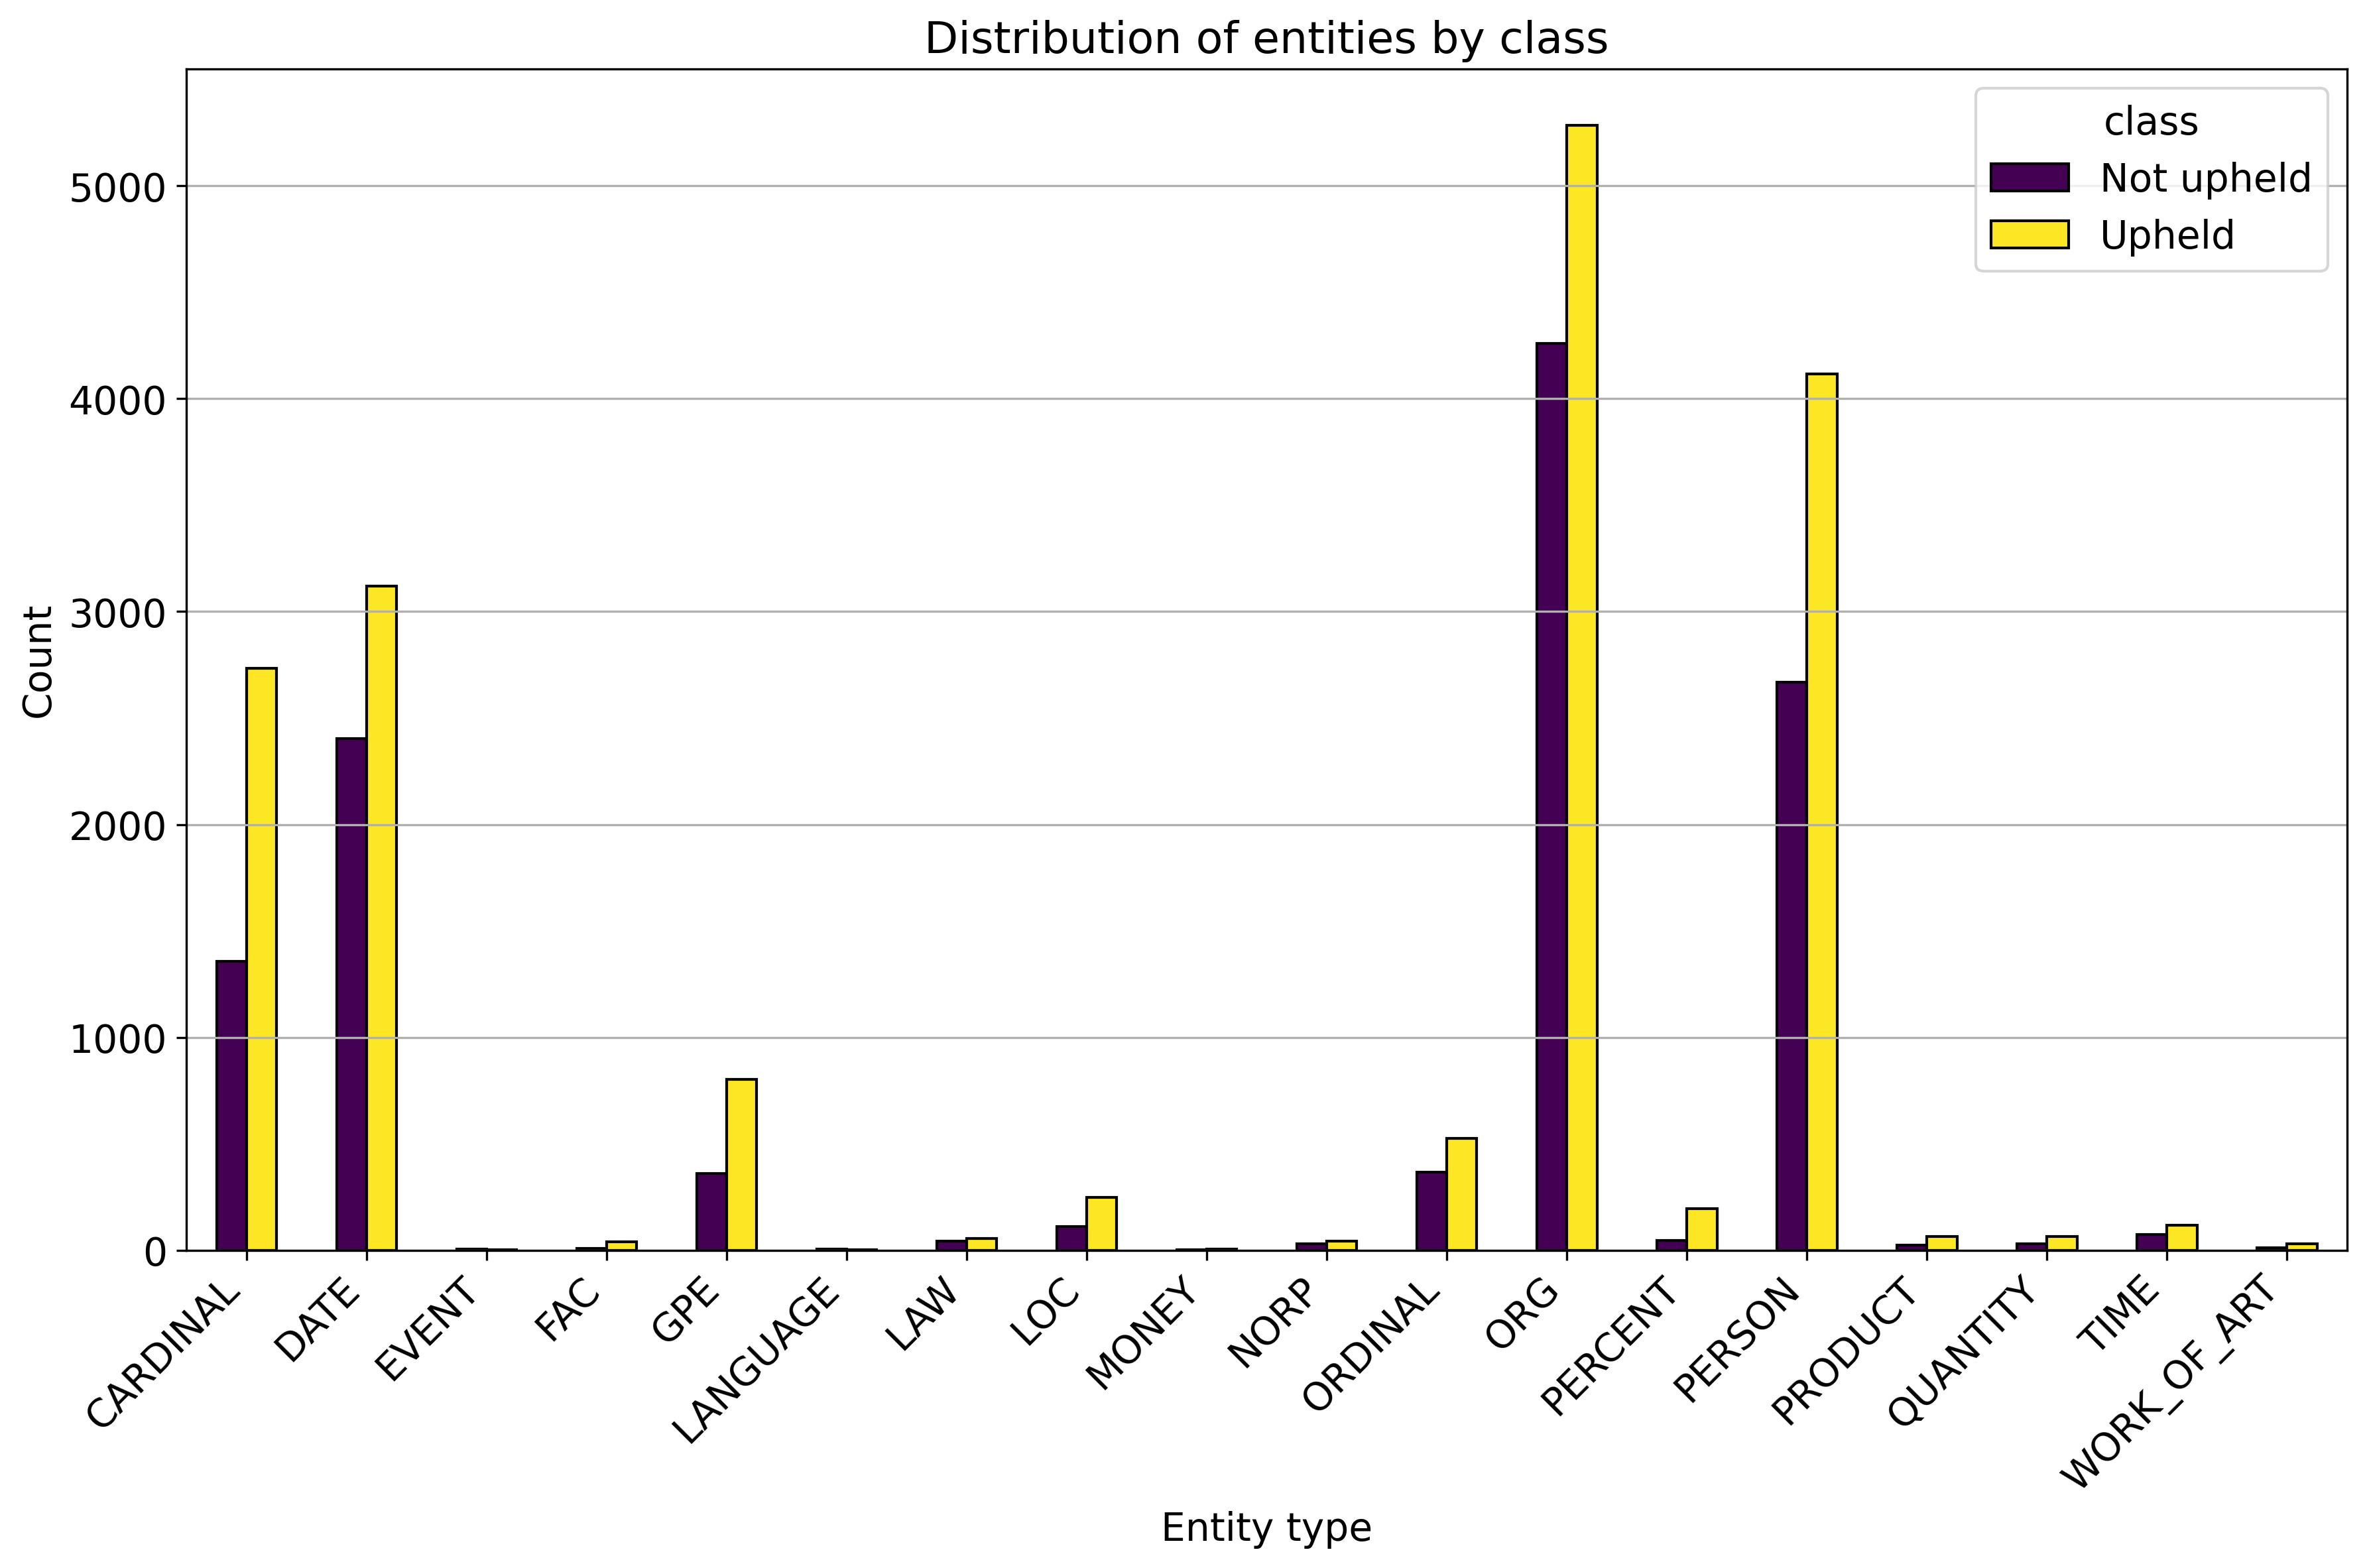 Distribution of entities by class
class
Not upheld
Upheld
Count
5000
4000
3000
2000
1000
0
CARDINAL
DATE
EVENT
FAC
GPE
LANGUAGE
LAW
LOC
MONEY
NORP
ORDINAL
ORG
PERCENT
PERSON
PRODUCT
QUANTITY
TIME
WORK_OF_ART
Entity type